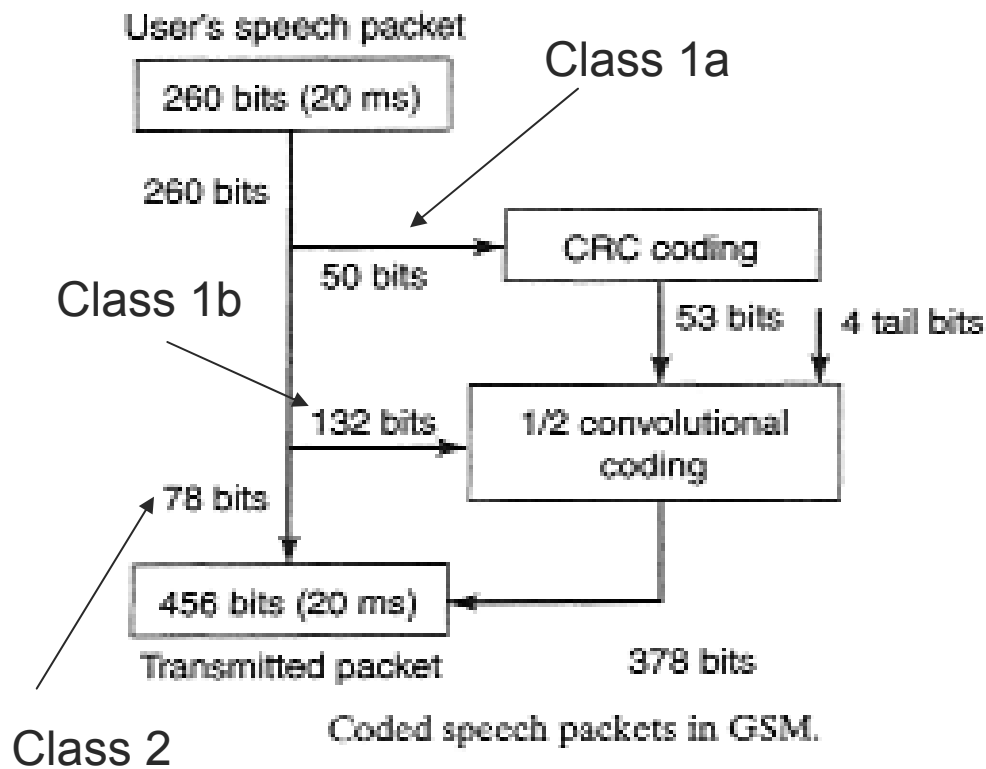 User's speech packet
Class 1a
260 bits (20 ms)
260 bits
CRC coding
50 bits
Class 1b
53 bits
4 tail bits
132 bits
1/2 convolutional
coding
78 bits
456 bits (20 ms)
Transmitted packet
378 bits
Coded speech packets in GSM.
Class 2